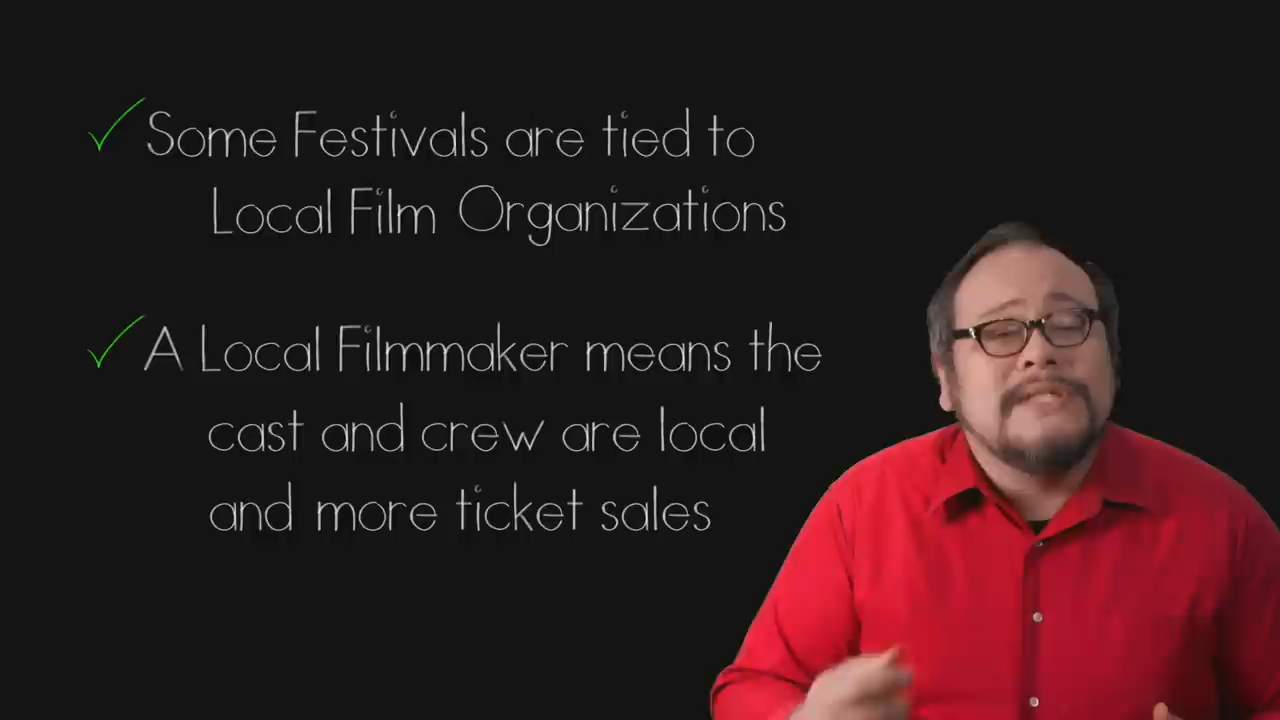 Some Festivals are tied to
Local Film Organizations
A Local Filmmaker means the
cast and crew are local
and more ticket sales